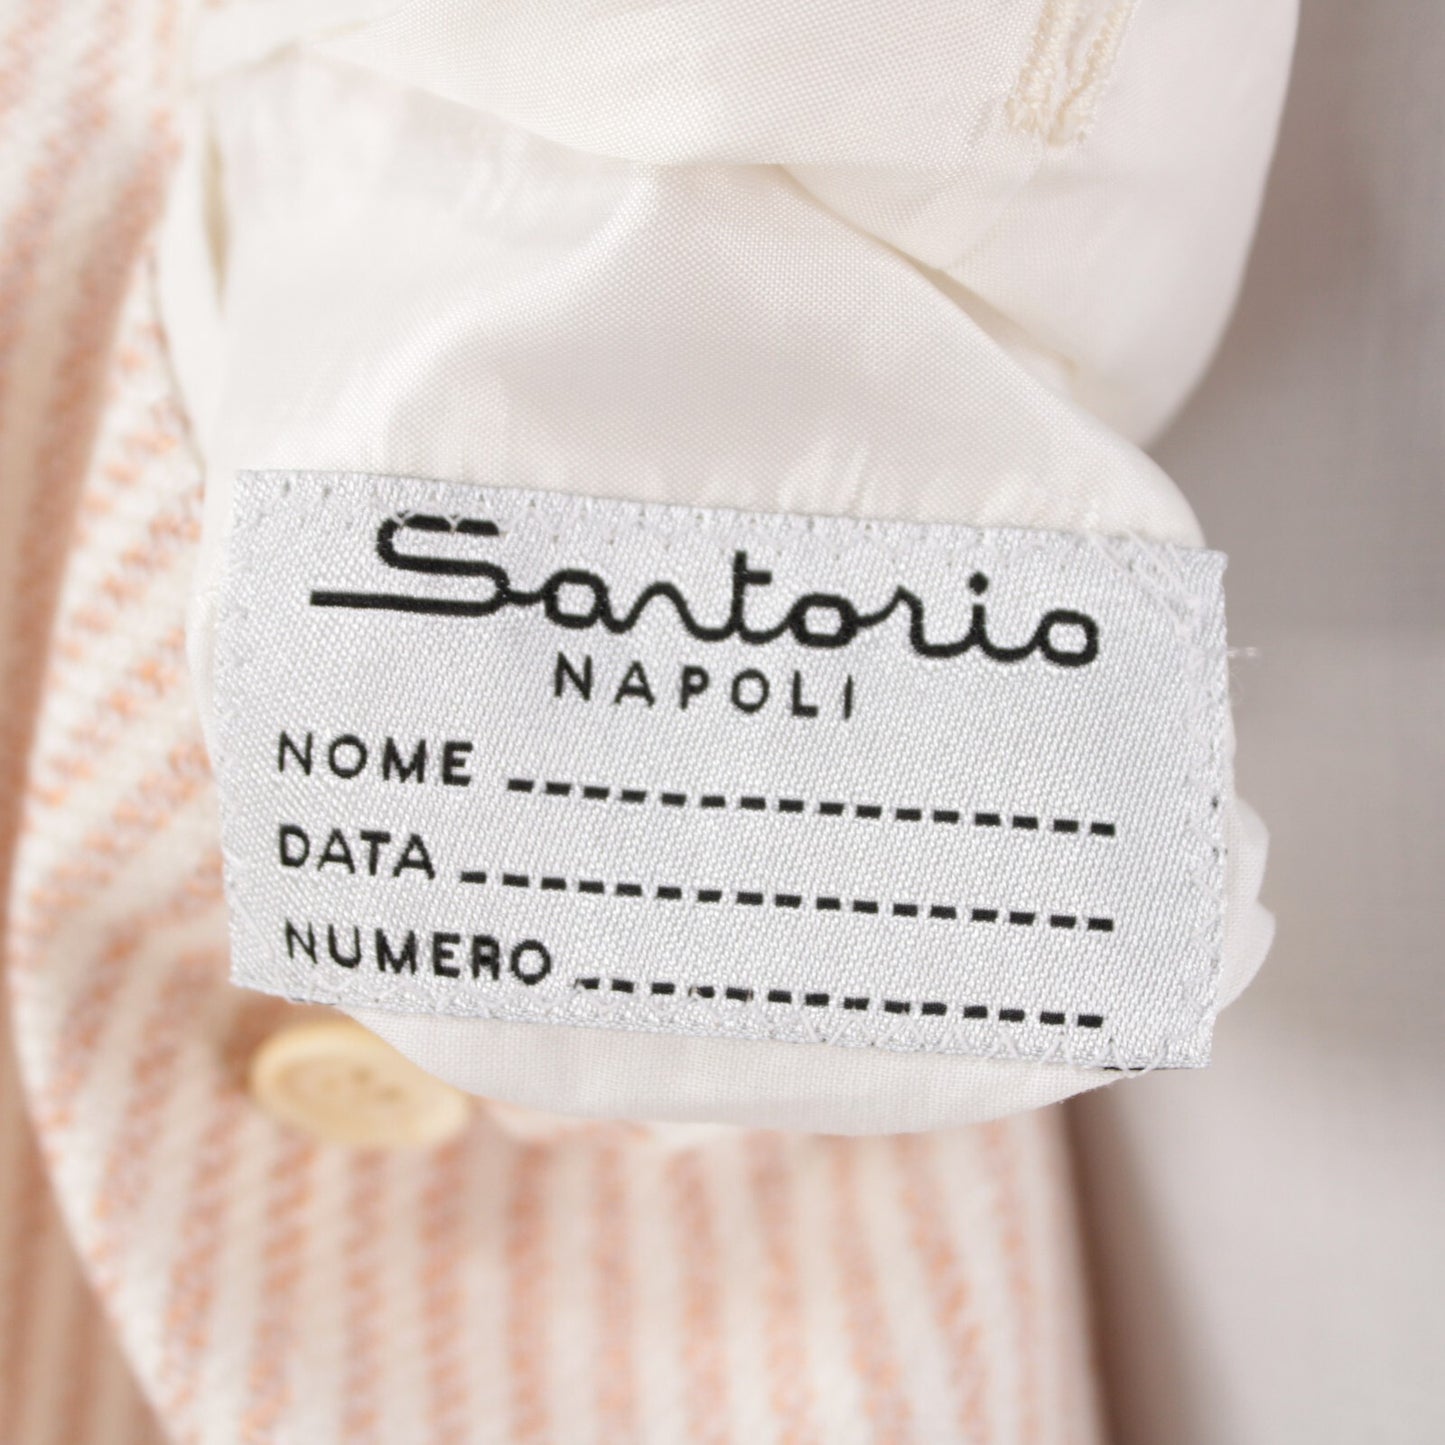 Sartorio
NAPOLI
NOME
DATA
NUMERO